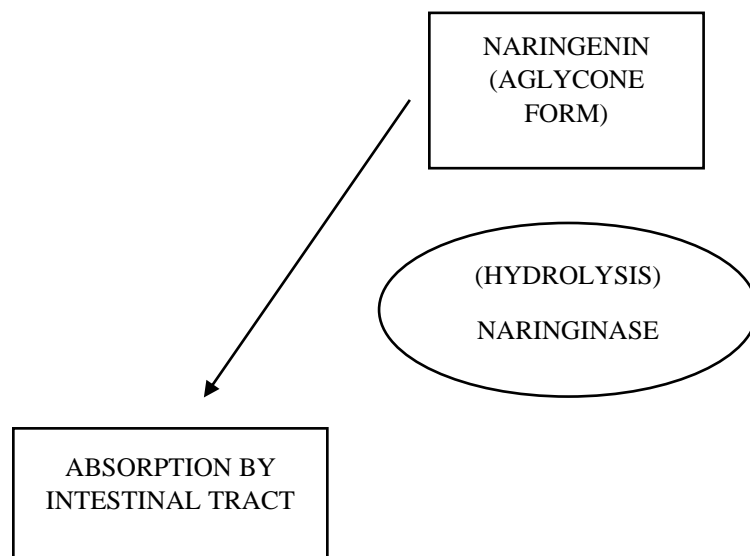 NARINGENIN
(AGLYCONE
FORM)
(HYDROLYSIS)
NARINGINASE
ABSORPTION BY
INTESTINAL TRACT